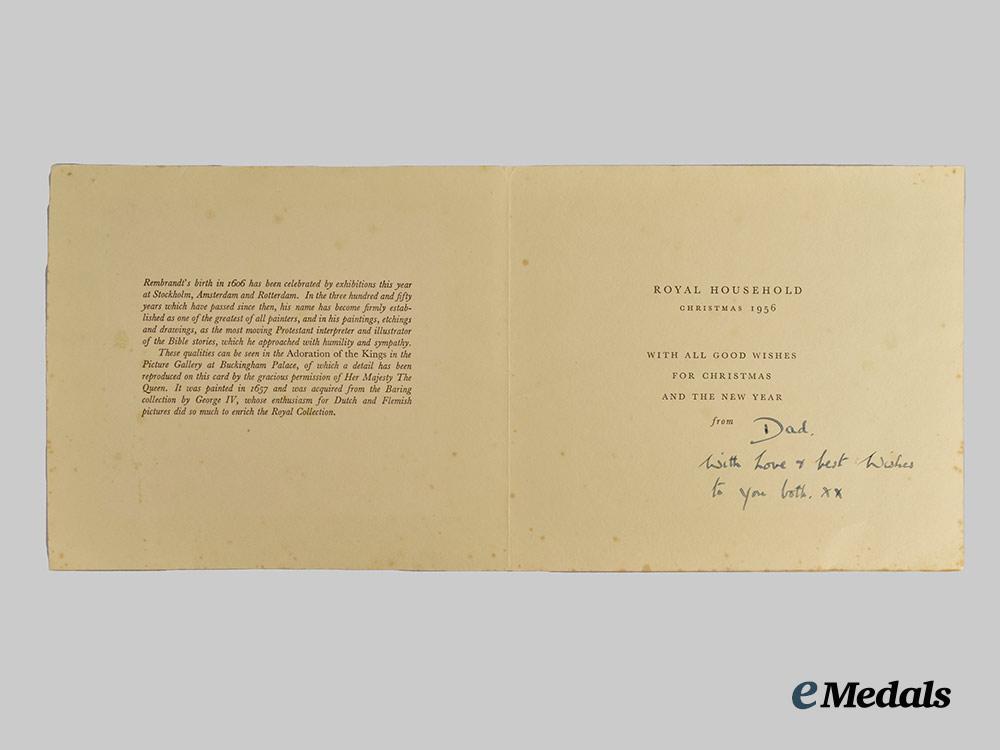 Rembrandt's birth in 1606 has been celebrated by exhibitions this year
at Stockholm, Amsterdam and Rotterdam. In the three hundred and fifty
years which have passed since then, his name has become firmly estab-
lished as one of the greatest of all painters, and in his paintings, etchings
and drawings, as the most moving Protestant interpreter and illustrator
of the Bible stories, which he approached with humility and sympathy.
These qualities can be seen in the Adoration of the Kings in the
Picture Gallery at Buckingham Palace, of which a detail has been
reproduced on this card by the gracious permission of Her Majesty The
Queen. It was painted in 1657 and was acquired from the Baring
collection by George IV, whose enthusiasm for Dutch and Flemish
pictures did so much to enrich the Royal Collection.
ROYAL HOUSEHOLD
CHRISTMAS 1956
WITH ALL GOOD WISHES
FOR CHRISTMAS
AND THE NEW YEAR
from Dad.
With Love & best Wishes
to you both. xx
eMedals